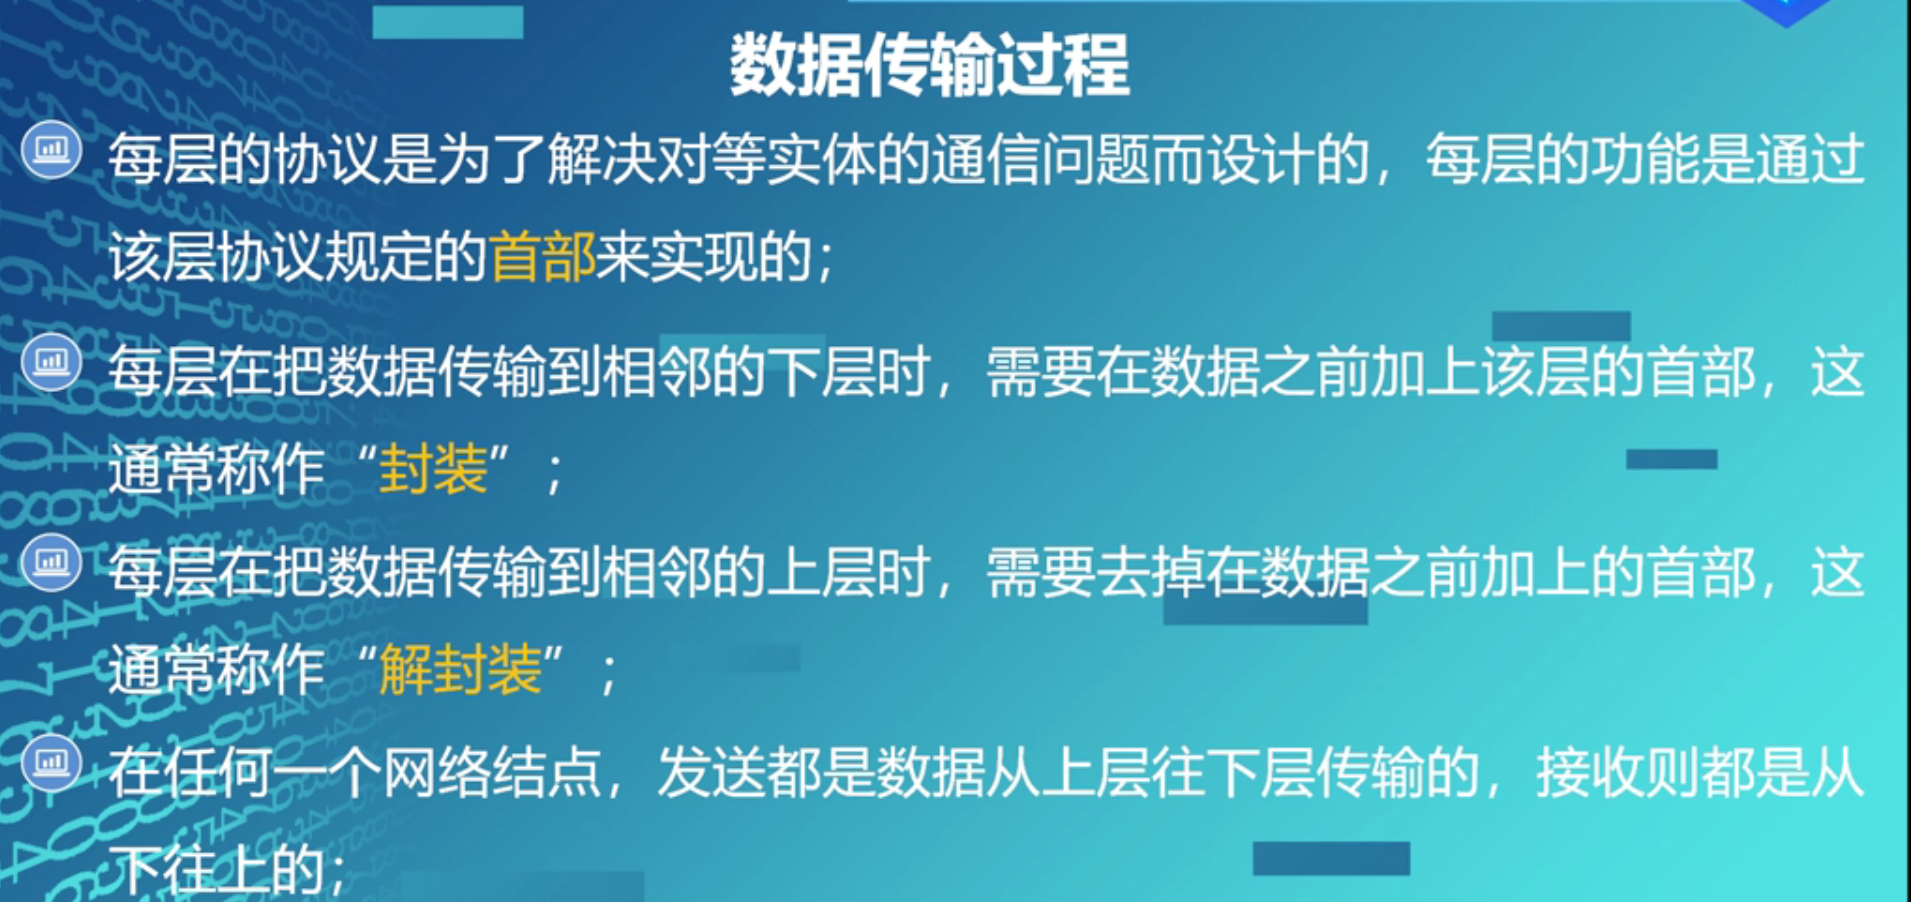 数据传输过程
每层的协议是为了解决对等实体的通信问题而设计的，每层的功能是通过
该层协议规定的首部来实现的；
每层在把数据传输到相邻的下层时，需要在数据之前加上该层的首部，这
通常称作“封装”；
每层在把数据传输到相邻的上层时，需要去掉在数据之前加上的首部，这
通常称作“解封装”；
在任何一个网络结点，发送都是数据从上层往下层传输的，接收则都是从
下往上的；